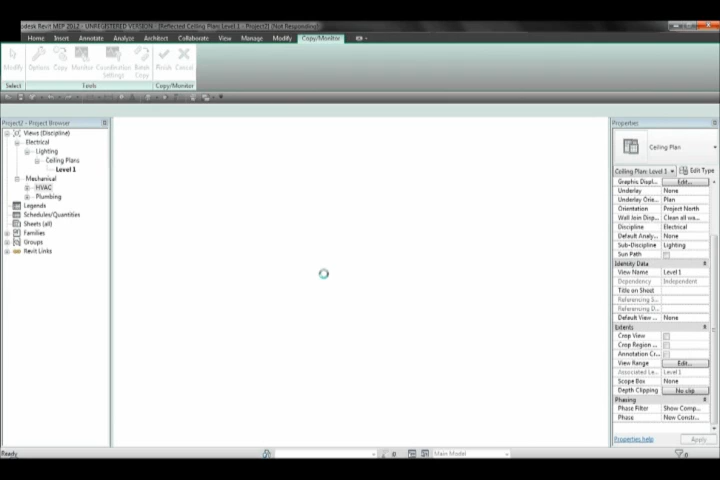 odesk Revit MEP 2012 - UNREGISTERED VERSION - [Reflected Ceiling Plan: Level 1 - Project2] (Not Responding)
Home Insert Annotate Analyze Architect Collaborate View Manage Modify Copy/Monitor
Modify Options Copy Monitor Coordination Settings Batch Copy Finish Cancel
Select Tools Copy/Monitor
Project2 - Project Browser
Views (Discipline)
Electrical
Lighting
Ceiling Plans
Level 1
Mechanical
HVAC
Plumbing
Legends
Schedules/Quantities
Sheets (all)
Families
Groups
Revit Links
Properties
Ceiling Plan
Ceiling Plan: Level 1 Edit Type
Graphic Displ... Edit...
Underlay None
Underlay Orie... Plan
Orientation Project North
Wall Join Disp... Clean all wa...
Discipline Electrical
Default Analy... None
Sub-Discipline Lighting
Sun Path
Identity Data
View Name Level 1
Dependency Independent
Title on Sheet
Referencing S...
Referencing D...
Default View ... None
Extents
Crop View
Crop Region ...
Annotation Cr...
View Range Edit...
Associated Le... Level 1
Scope Box None
Depth Clipping No clip
Phasing
Phase Filter Show Comp...
Phase New Constr...
Properties help Apply
Ready :0 Main Model :0